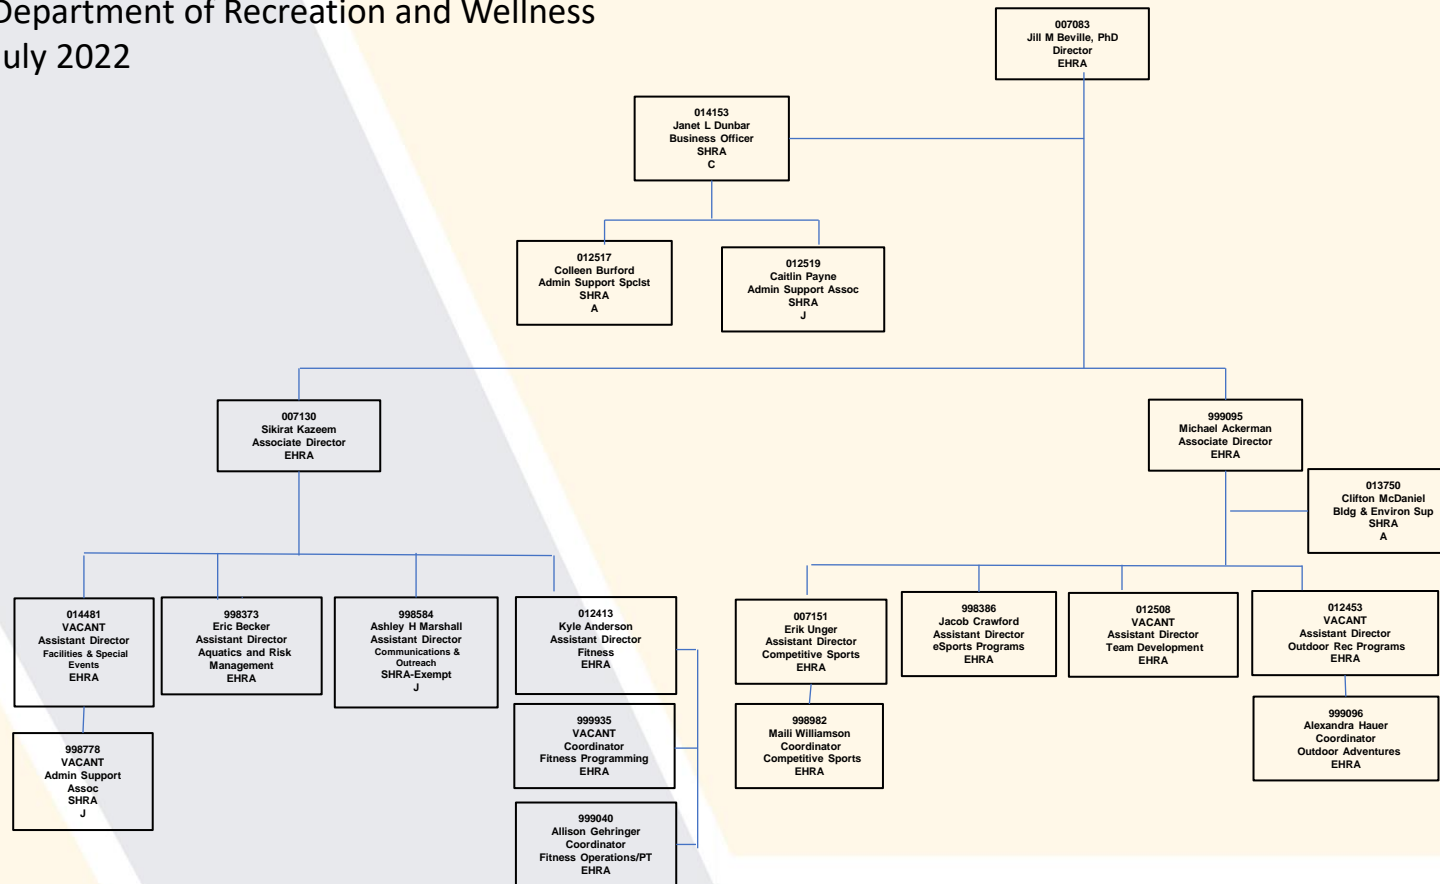 Department of Recreation and Wellness
uly 2022
007083
Jill M Beville, PhD
Director
EHRA
014153
Janet L Dunbar
Business Officer
SHRA
C
012517
Colleen Burford
Admin Support Spclst
SHRA
A
012519
Caitlin Payne
Admin Support Assoc
SHRA
J
007130
Sikirat Kazeem
Associate Director
EHRA
999095
Michael Ackerman
Associate Director
EHRA
013750
Clifton McDaniel
Bldg & Environ Sup
SHRA
A
014481
VACANT
Assistant Director
Facilities & Special
Events
EHRA
998373
Eric Becker
Assistant Director
Aquatics and Risk
Management
EHRA
998584
Ashley H Marshall
Assistant Director
Communications &
Outreach
SHRA-Exempt
J
012413
Kyle Anderson
Assistant Director
Fitness
EHRA
007151
Erik Unger
Assistant Director
Competitive Sports
EHRA
998386
Jacob Crawford
Assistant Director
eSports Programs
EHRA
012508
VACANT
Assistant Director
Team Development
EHRA
012453
VACANT
Assistant Director
Outdoor Rec Programs
EHRA
998778
VACANT
Admin Support
Assoc
SHRA
J
999935
VACANT
Coordinator
Fitness Programming
EHRA
998982
Maili Williamson
Coordinator
Competitive Sports
EHRA
999096
Alexandra Hauer
Coordinator
Outdoor Adventures
EHRA
999040
Allison Gehringer
Coordinator
Fitness Operations/PT
EHRA